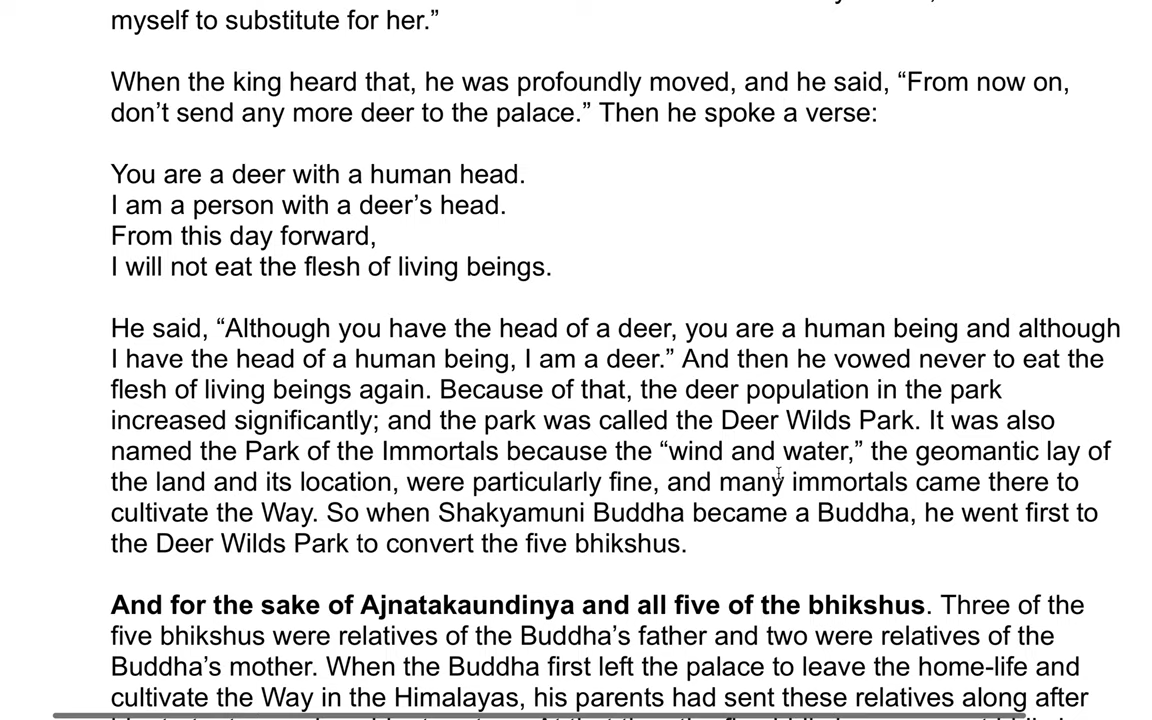 myself to substitute for her.”
When the king heard that, he was profoundly moved, and he said, “From now on,
don’t send any more deer to the palace.” Then he spoke a verse:
You are a deer with a human head.
I am a person with a deer’s head.
From this day forward,
I will not eat the flesh of living beings.
He said, “Although you have the head of a deer, you are a human being and although
I have the head of a human being, I am a deer.” And then he vowed never to eat the
flesh of living beings again. Because of that, the deer population in the park
increased significantly; and the park was called the Deer Wilds Park. It was also
named the Park of the Immortals because the “wind and water,” the geomantic lay of
the land and its location, were particularly fine, and many immortals came there to
cultivate the Way. So when Shakyamuni Buddha became a Buddha, he went first to
the Deer Wilds Park to convert the five bhikshus.
And for the sake of Ajnatakaundinya and all five of the bhikshus. Three of the
five bhikshus were relatives of the Buddha’s father and two were relatives of the
Buddha’s mother. When the Buddha first left the palace to leave the home-life and
cultivate the Way in the Himalayas, his parents had sent these relatives along after